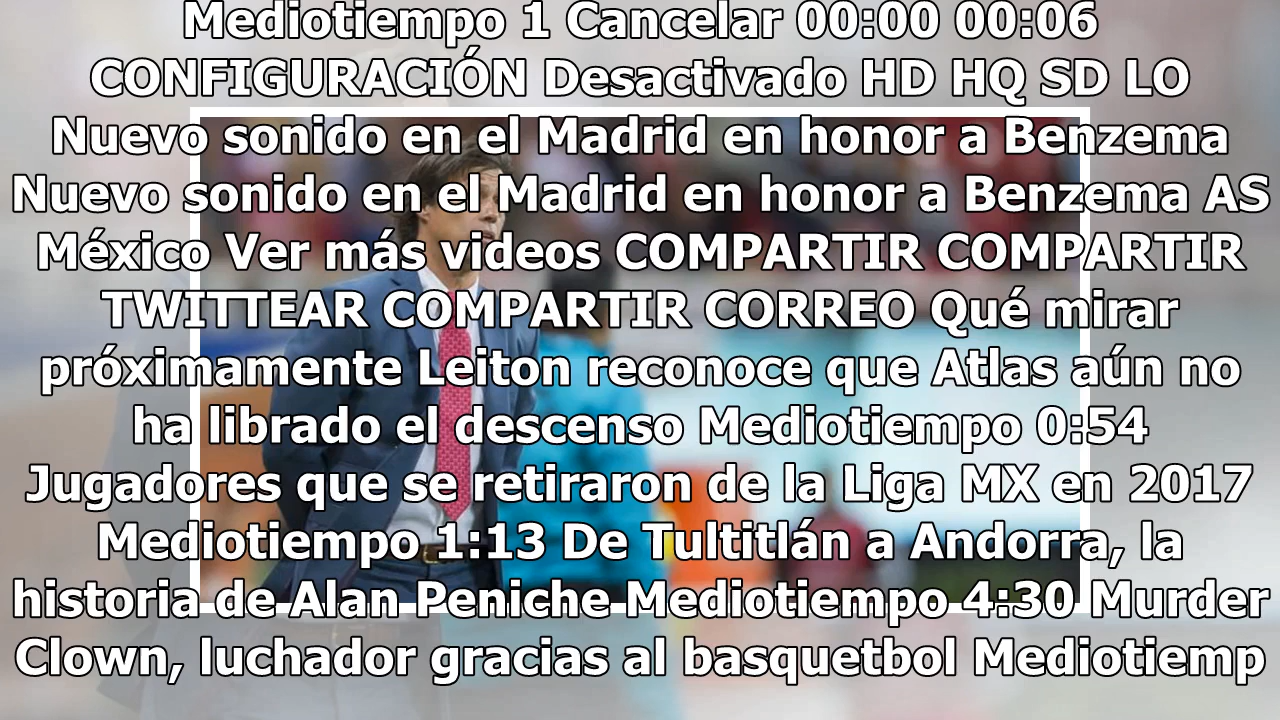 Mediotiempo 1 Cancelar 00:00 00:06
CONFIGURACIÓN Desactivado HD HQ SD LO
Nuevo sonido en el Madrid en honor a Benzema
Nuevo sonido en el Madrid en honor a Benzema AS
México Ver más videos COMPARTIR COMPARTIR
TWITTEAR COMPARTIR CORREO Qué mirar
próximamente Leiton reconoce que Atlas aún no
ha librado el descenso Mediotiempo 0:54
Jugadores que se retiraron de la Liga MX en 2017
Mediotiempo 1:13 De Tultitlán a Andorra, la
historia de Alan Peniche Mediotiempo 4:30 Murder
Clown, luchador gracias al basquetbol Mediotiemp